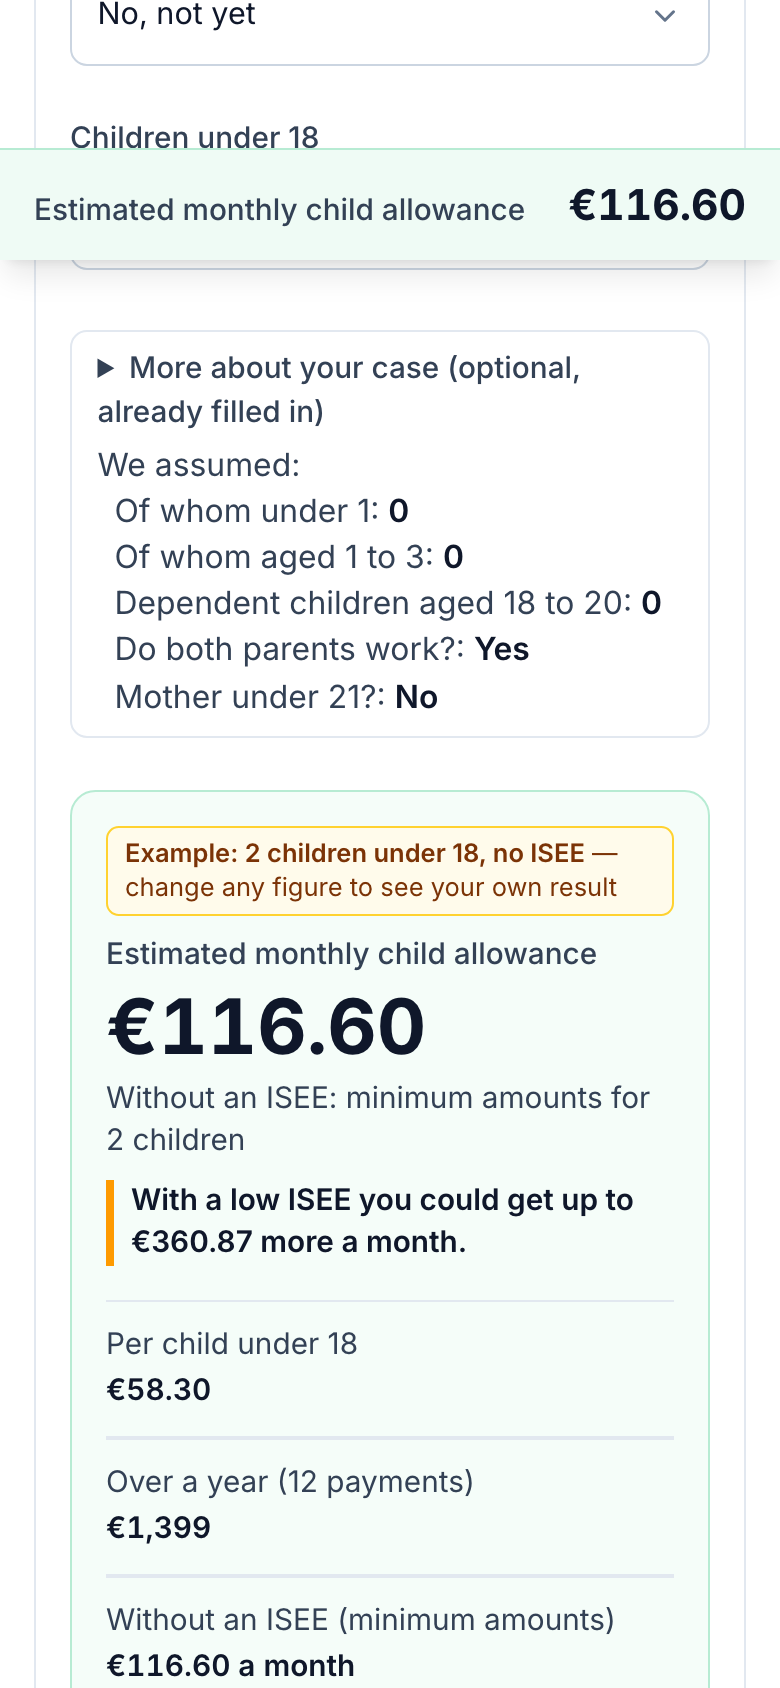 No, not yet
Children under 18
Estimated monthly child allowance €116.60
More about your case (optional,
already filled in)
We assumed:
Of whom under 1: 0
Of whom aged 1 to 3: 0
Dependent children aged 18 to 20: 0
Do both parents work?: Yes
Mother under 21?: No
Example: 2 children under 18, no ISEE —
change any figure to see your own result
Estimated monthly child allowance
€116.60
Without an ISEE: minimum amounts for
2 children
With a low ISEE you could get up to
€360.87 more a month.
Per child under 18
€58.30
Over a year (12 payments)
€1,399
Without an ISEE (minimum amounts)
€116.60 a month